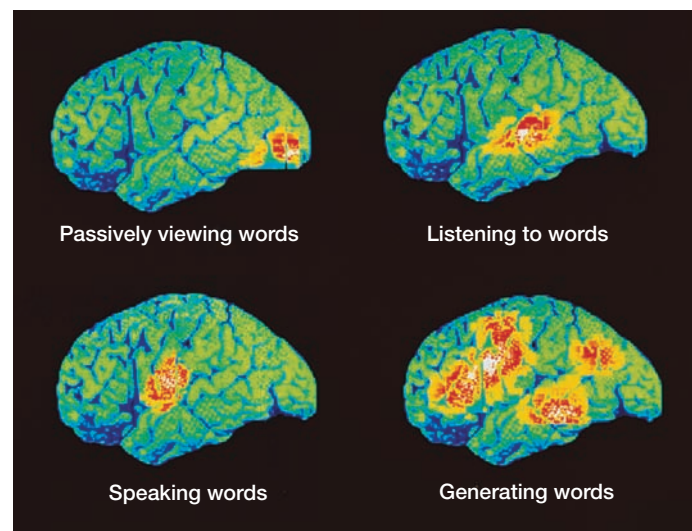 Passively viewing words
Listening to words
Speaking words
Generating words